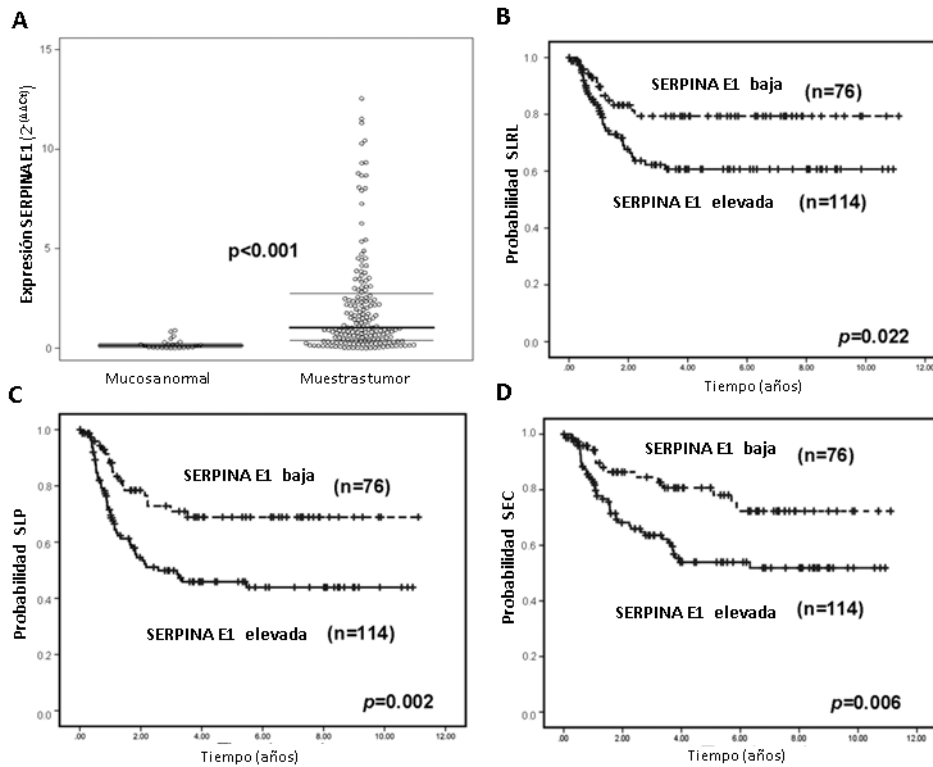 A
Expresión SERPINA E1 (2^-(ΔΔCt))
15
10
5
0
p<0.001
Mucosa normal
Muestras tumor
B
Probabilidad SLRL
1.0
0.8
0.6
0.4
0.2
0.0
SERPINA E1 baja (n=76)
SERPINA E1 elevada (n=114)
p=0.022
.00 2.00 4.00 6.00 8.00 10.00 12.00
Tiempo (años)
C
Probabilidad SLP
1.0
0.8
0.6
0.4
0.2
0.0
SERPINA E1 baja (n=76)
SERPINA E1 elevada (n=114)
p=0.002
.00 2.00 4.00 6.00 8.00 10.00 12.00
Tiempo (años)
D
Probabilidad SEC
1.0
0.8
0.6
0.4
0.2
0.0
SERPINA E1 baja (n=76)
SERPINA E1 elevada (n=114)
p=0.006
.00 2.00 4.00 6.00 8.00 10.00 12.00
Tiempo (años)